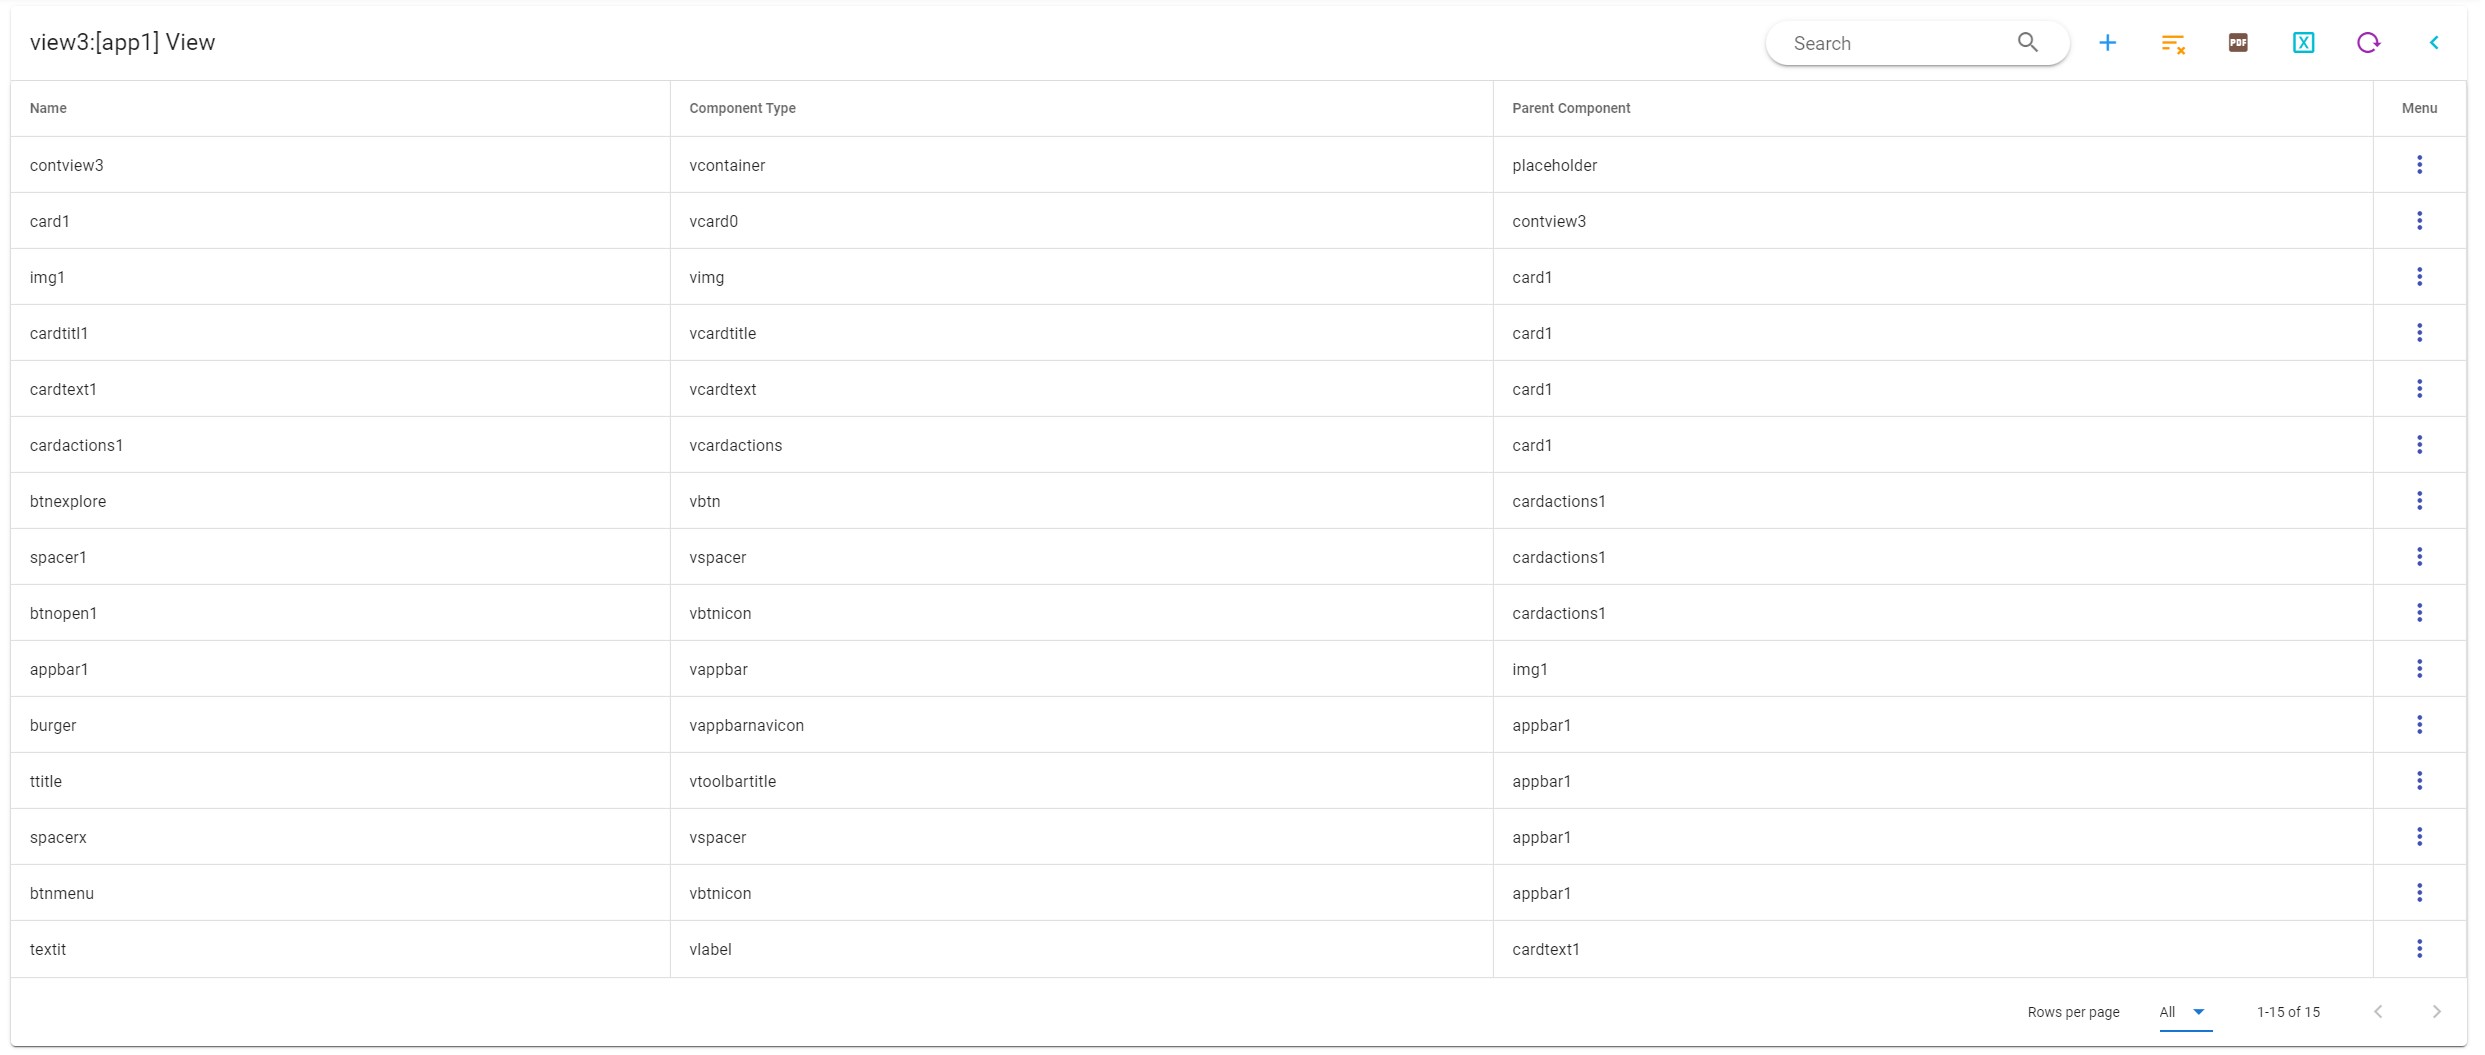 view3:[app1] View
Search
PDF
X
Name Component Type Parent Component Menu
contview3 vcontainer placeholder
card1 vcard0 contview3
img1 vimg card1
cardtitl1 vcardtitle card1
cardtext1 vcardtext card1
cardactions1 vcardactions card1
btnexplore vbtn cardactions1
spacer1 vspacer cardactions1
btnopen1 vbtnicon cardactions1
appbar1 vappbar img1
burger vappbarnavicon appbar1
ttitle vtoolbartitle appbar1
spacerx vspacer appbar1
btnmenu vbtnicon appbar1
textit vlabel cardtext1
Rows per page All 1-15 of 15